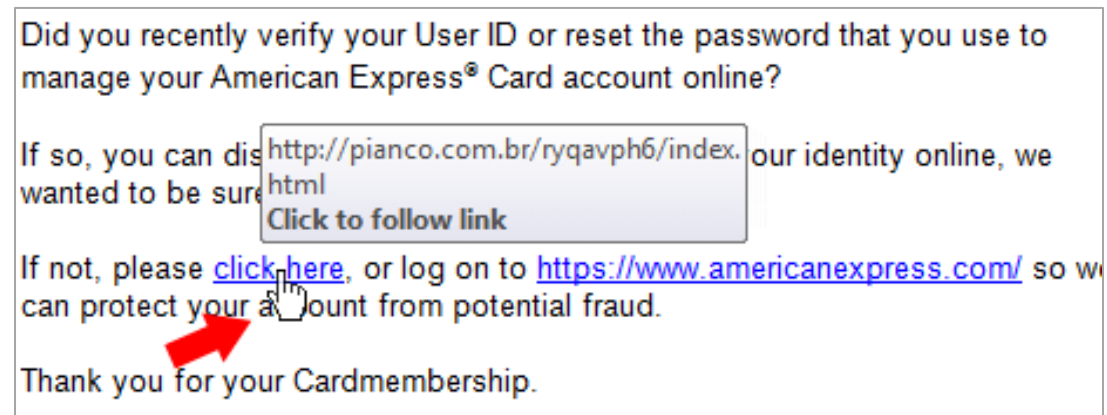 Did you recently verify your User ID or reset the password that you use to
manage your American Express® Card account online?
If so, you can dis
our identity online, we
wanted to be sure
http://pianco.com.br/ryqavph6/index.
html
Click to follow link
If not, please click here, or log on to https://www.americanexpress.com/ so
can protect your account from potential fraud.
Thank you for your Cardmembership.